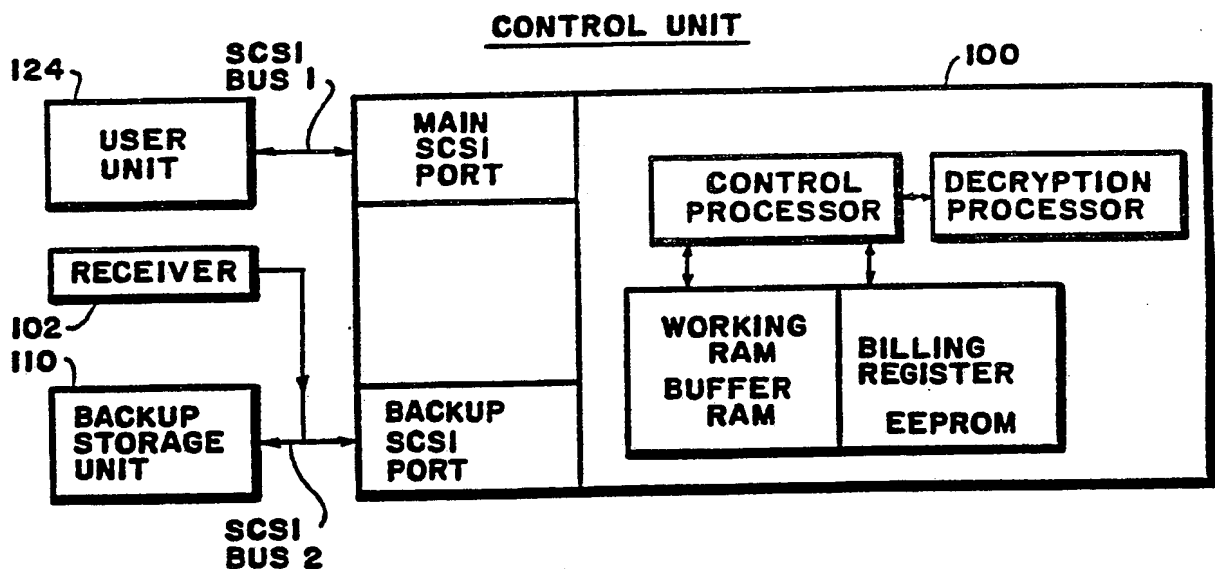 CONTROL UNIT
SCSI
BUS 1
124
100
USER
UNIT
MAIN
SCSI
PORT
CONTROL
PROCESSOR
DECRYPTION
PROCESSOR
RECEIVER
102
110
WORKING
RAM
BUFFER
RAM
BILLING
REGISTER
EEPROM
BACKUP
STORAGE
UNIT
BACKUP
SCSI
PORT
SCSI
BUS 2